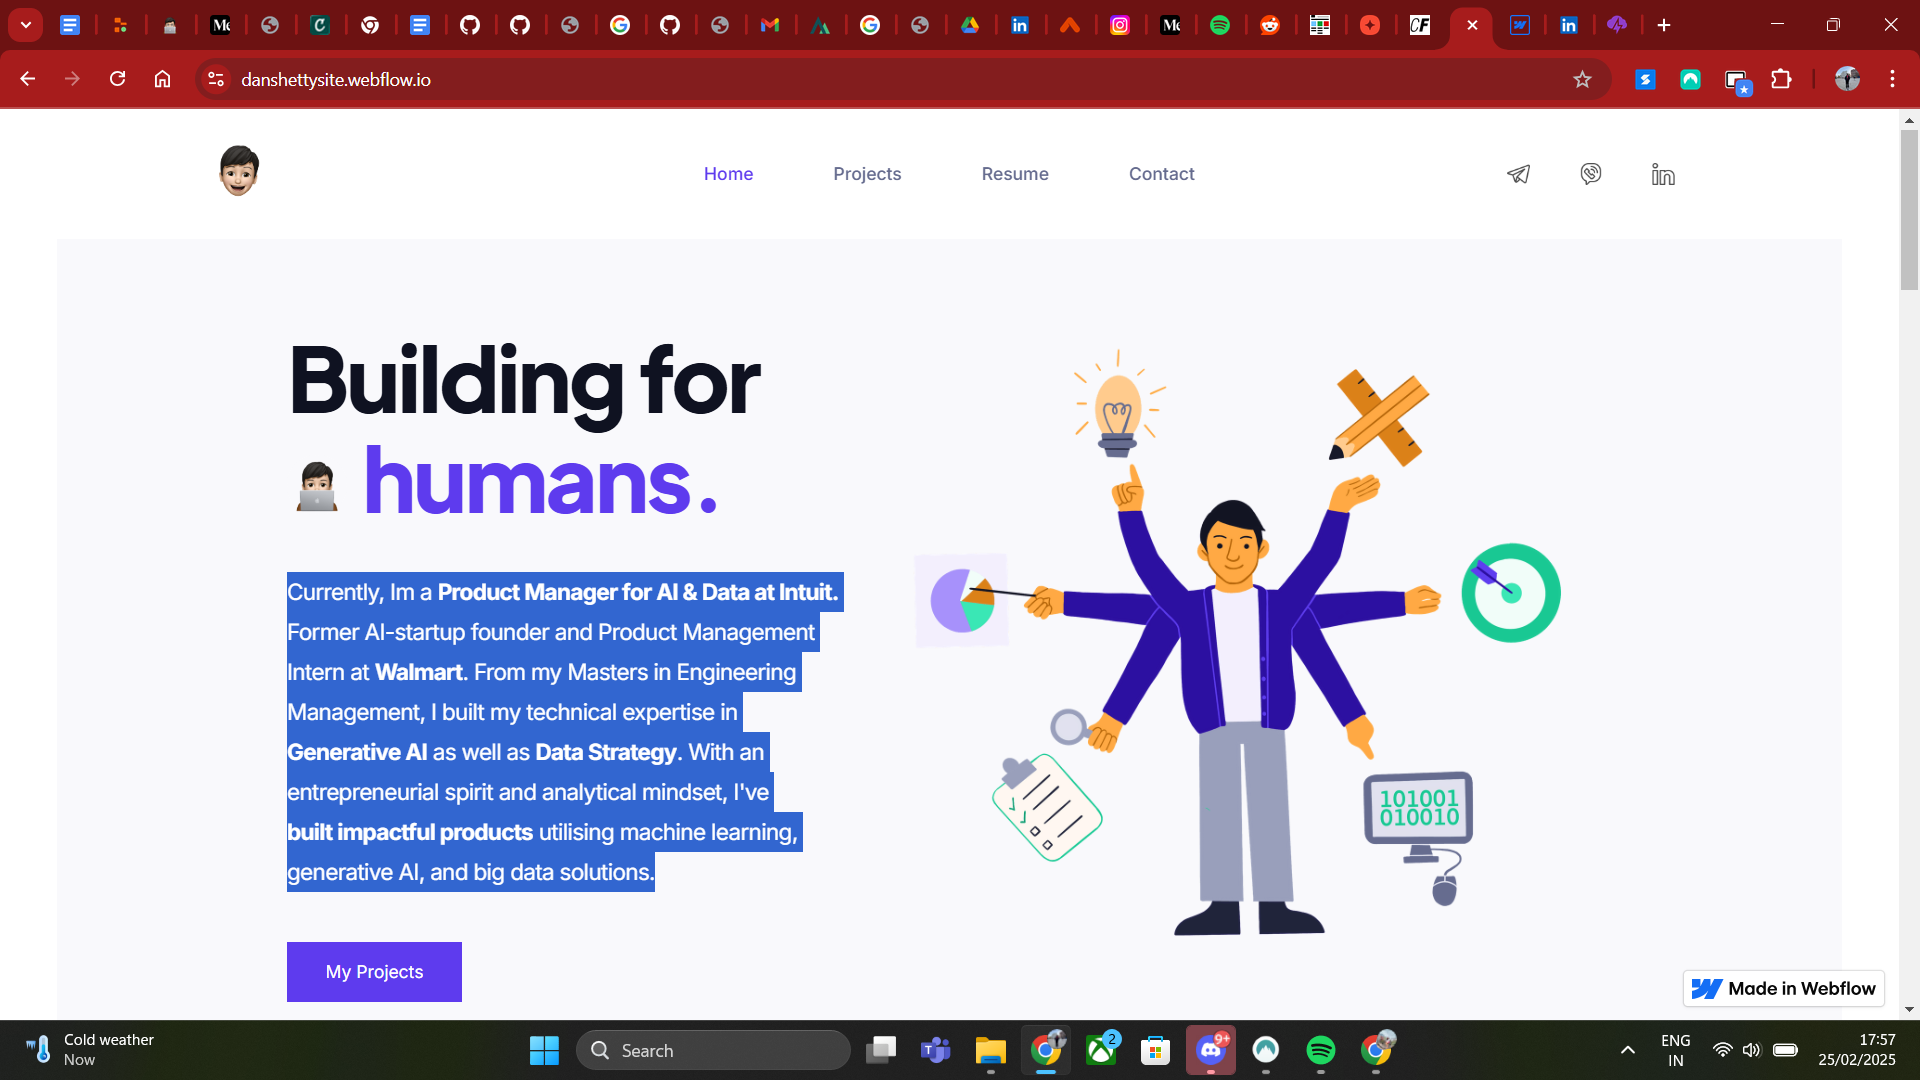 danshettysite.webflow.io
Home
Projects
Resume
Contact
Building for
humans.
Currently, Im a Product Manager for AI & Data at Intuit.
Former AI-startup founder and Product Management
Intern at Walmart. From my Masters in Engineering
Management, I built my technical expertise in
Generative AI as well as Data Strategy. With an
entrepreneurial spirit and analytical mindset, I've
built impactful products utilising machine learning,
generative AI, and big data solutions.
101001
010010
My Projects
Made in Webflow
Cold weather
Now
Search
2
9+
ENG
IN
17:57
25/02/2025